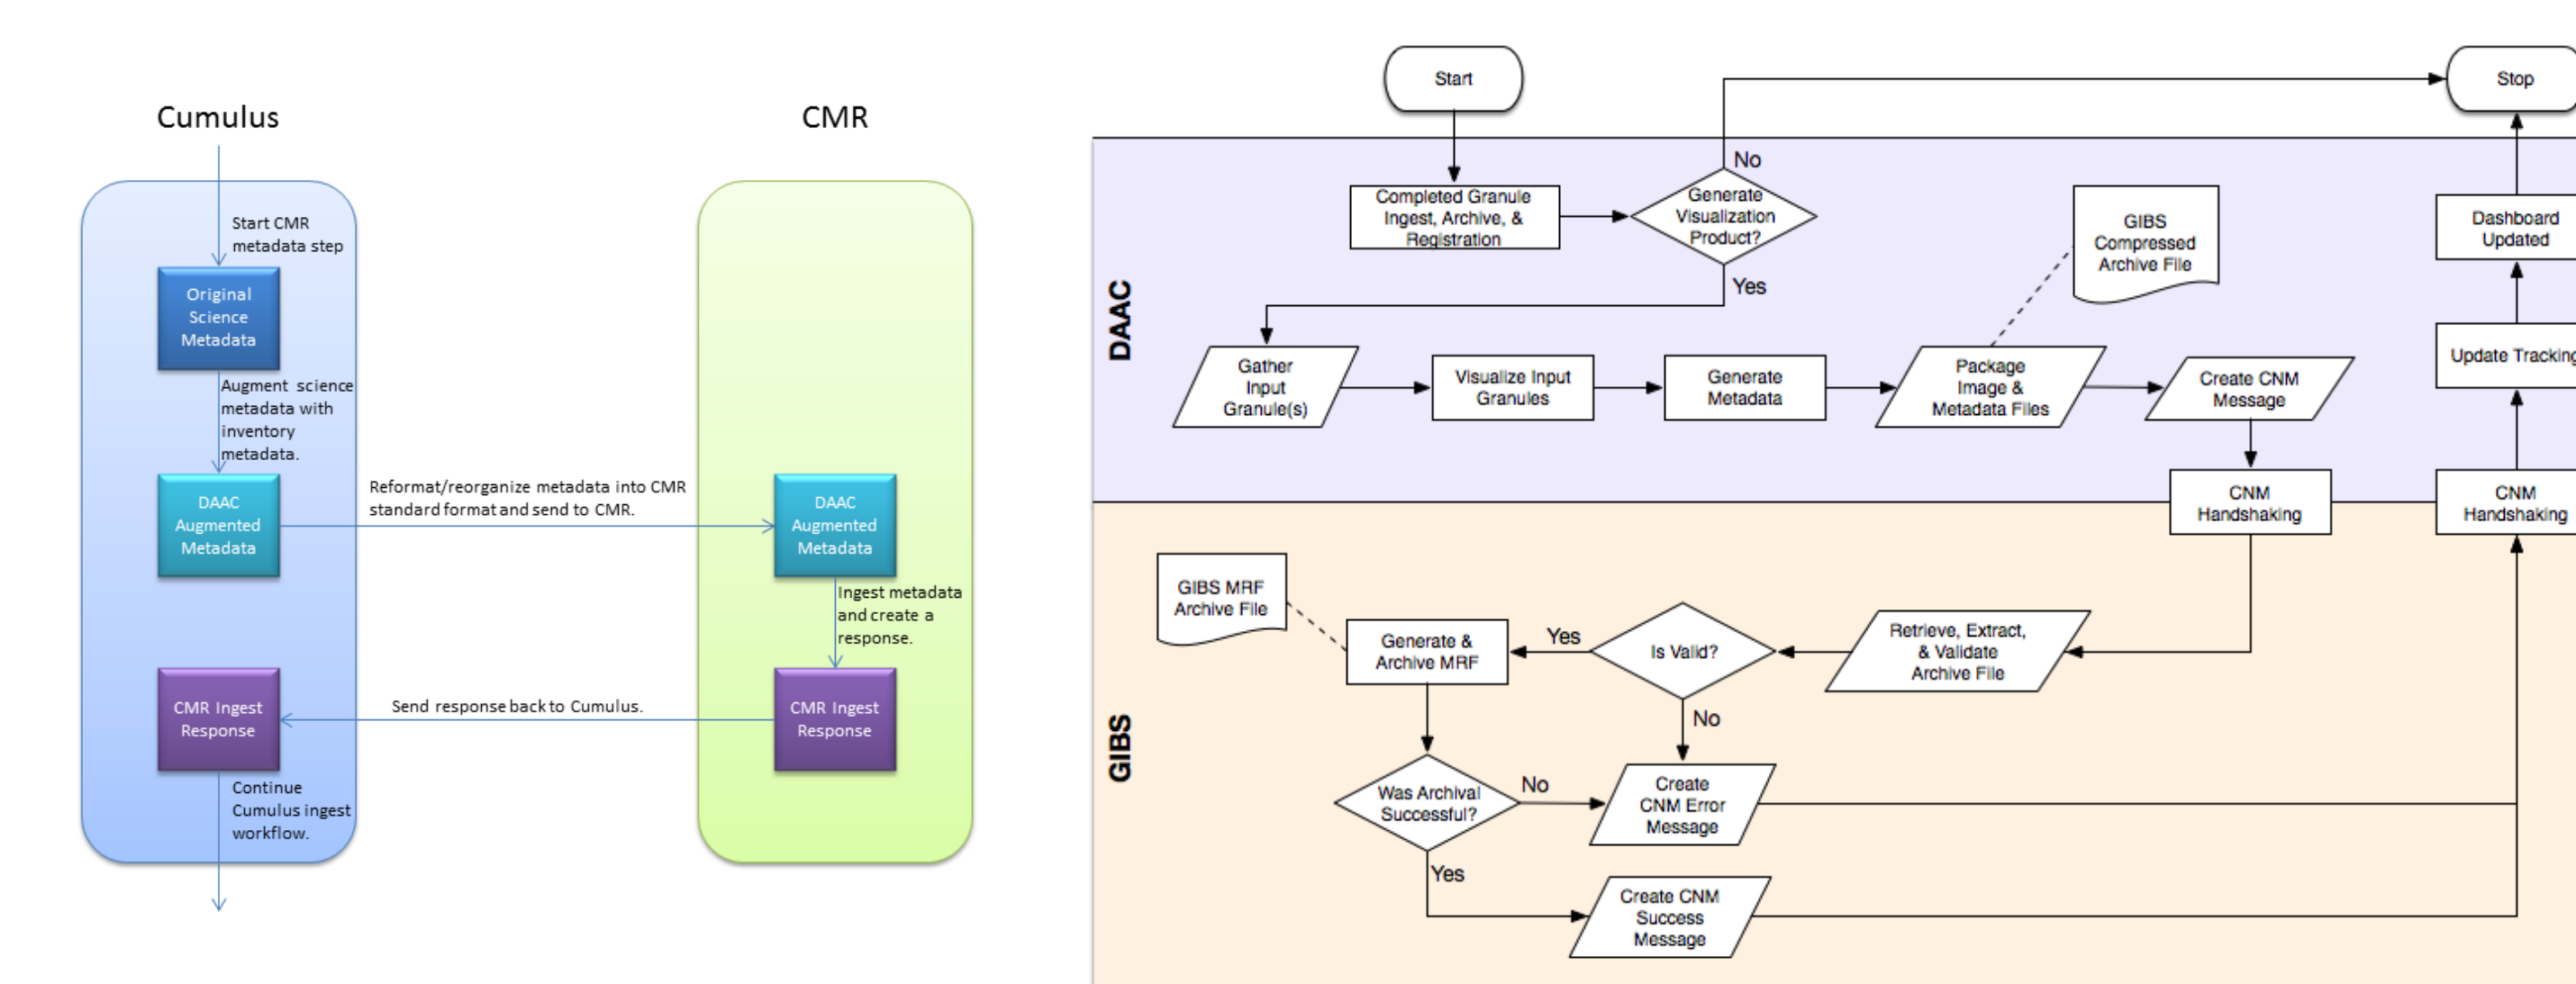 Cumulus
CMR
Start CMR
metadata step
Original
Science
Metadata
Augment science
metadata with
inventory
metadata.
DAAC
Augmented
Metadata
Reformat/reorganize metadata into CMR
standard format and send to CMR.
DAAC
Augmented
Metadata
Ingest metadata
and create a
response.
CMR Ingest
Response
Send response back to Cumulus.
CMR Ingest
Response
Continue
Cumulus ingest
workflow.
Start
Stop
DAAC
Completed Granule
Ingest, Archive, &
Registration
No
Generate
Visualization
Product?
Yes
GIBS
Compressed
Archive File
Dashboard
Updated
Update Tracking
Gather
Input
Granule(s)
Visualize Input
Granules
Generate
Metadata
Package
Image &
Metadata Files
Create CNM
Message
CNM
Handshaking
CNM
Handshaking
GIBS
GIBS MRF
Archive File
Generate &
Archive MRF
Yes
Is Valid?
Retrieve, Extract,
& Validate
Archive File
No
Was Archival
Successful?
No
Create
CNM Error
Message
Yes
Create CNM
Success
Message